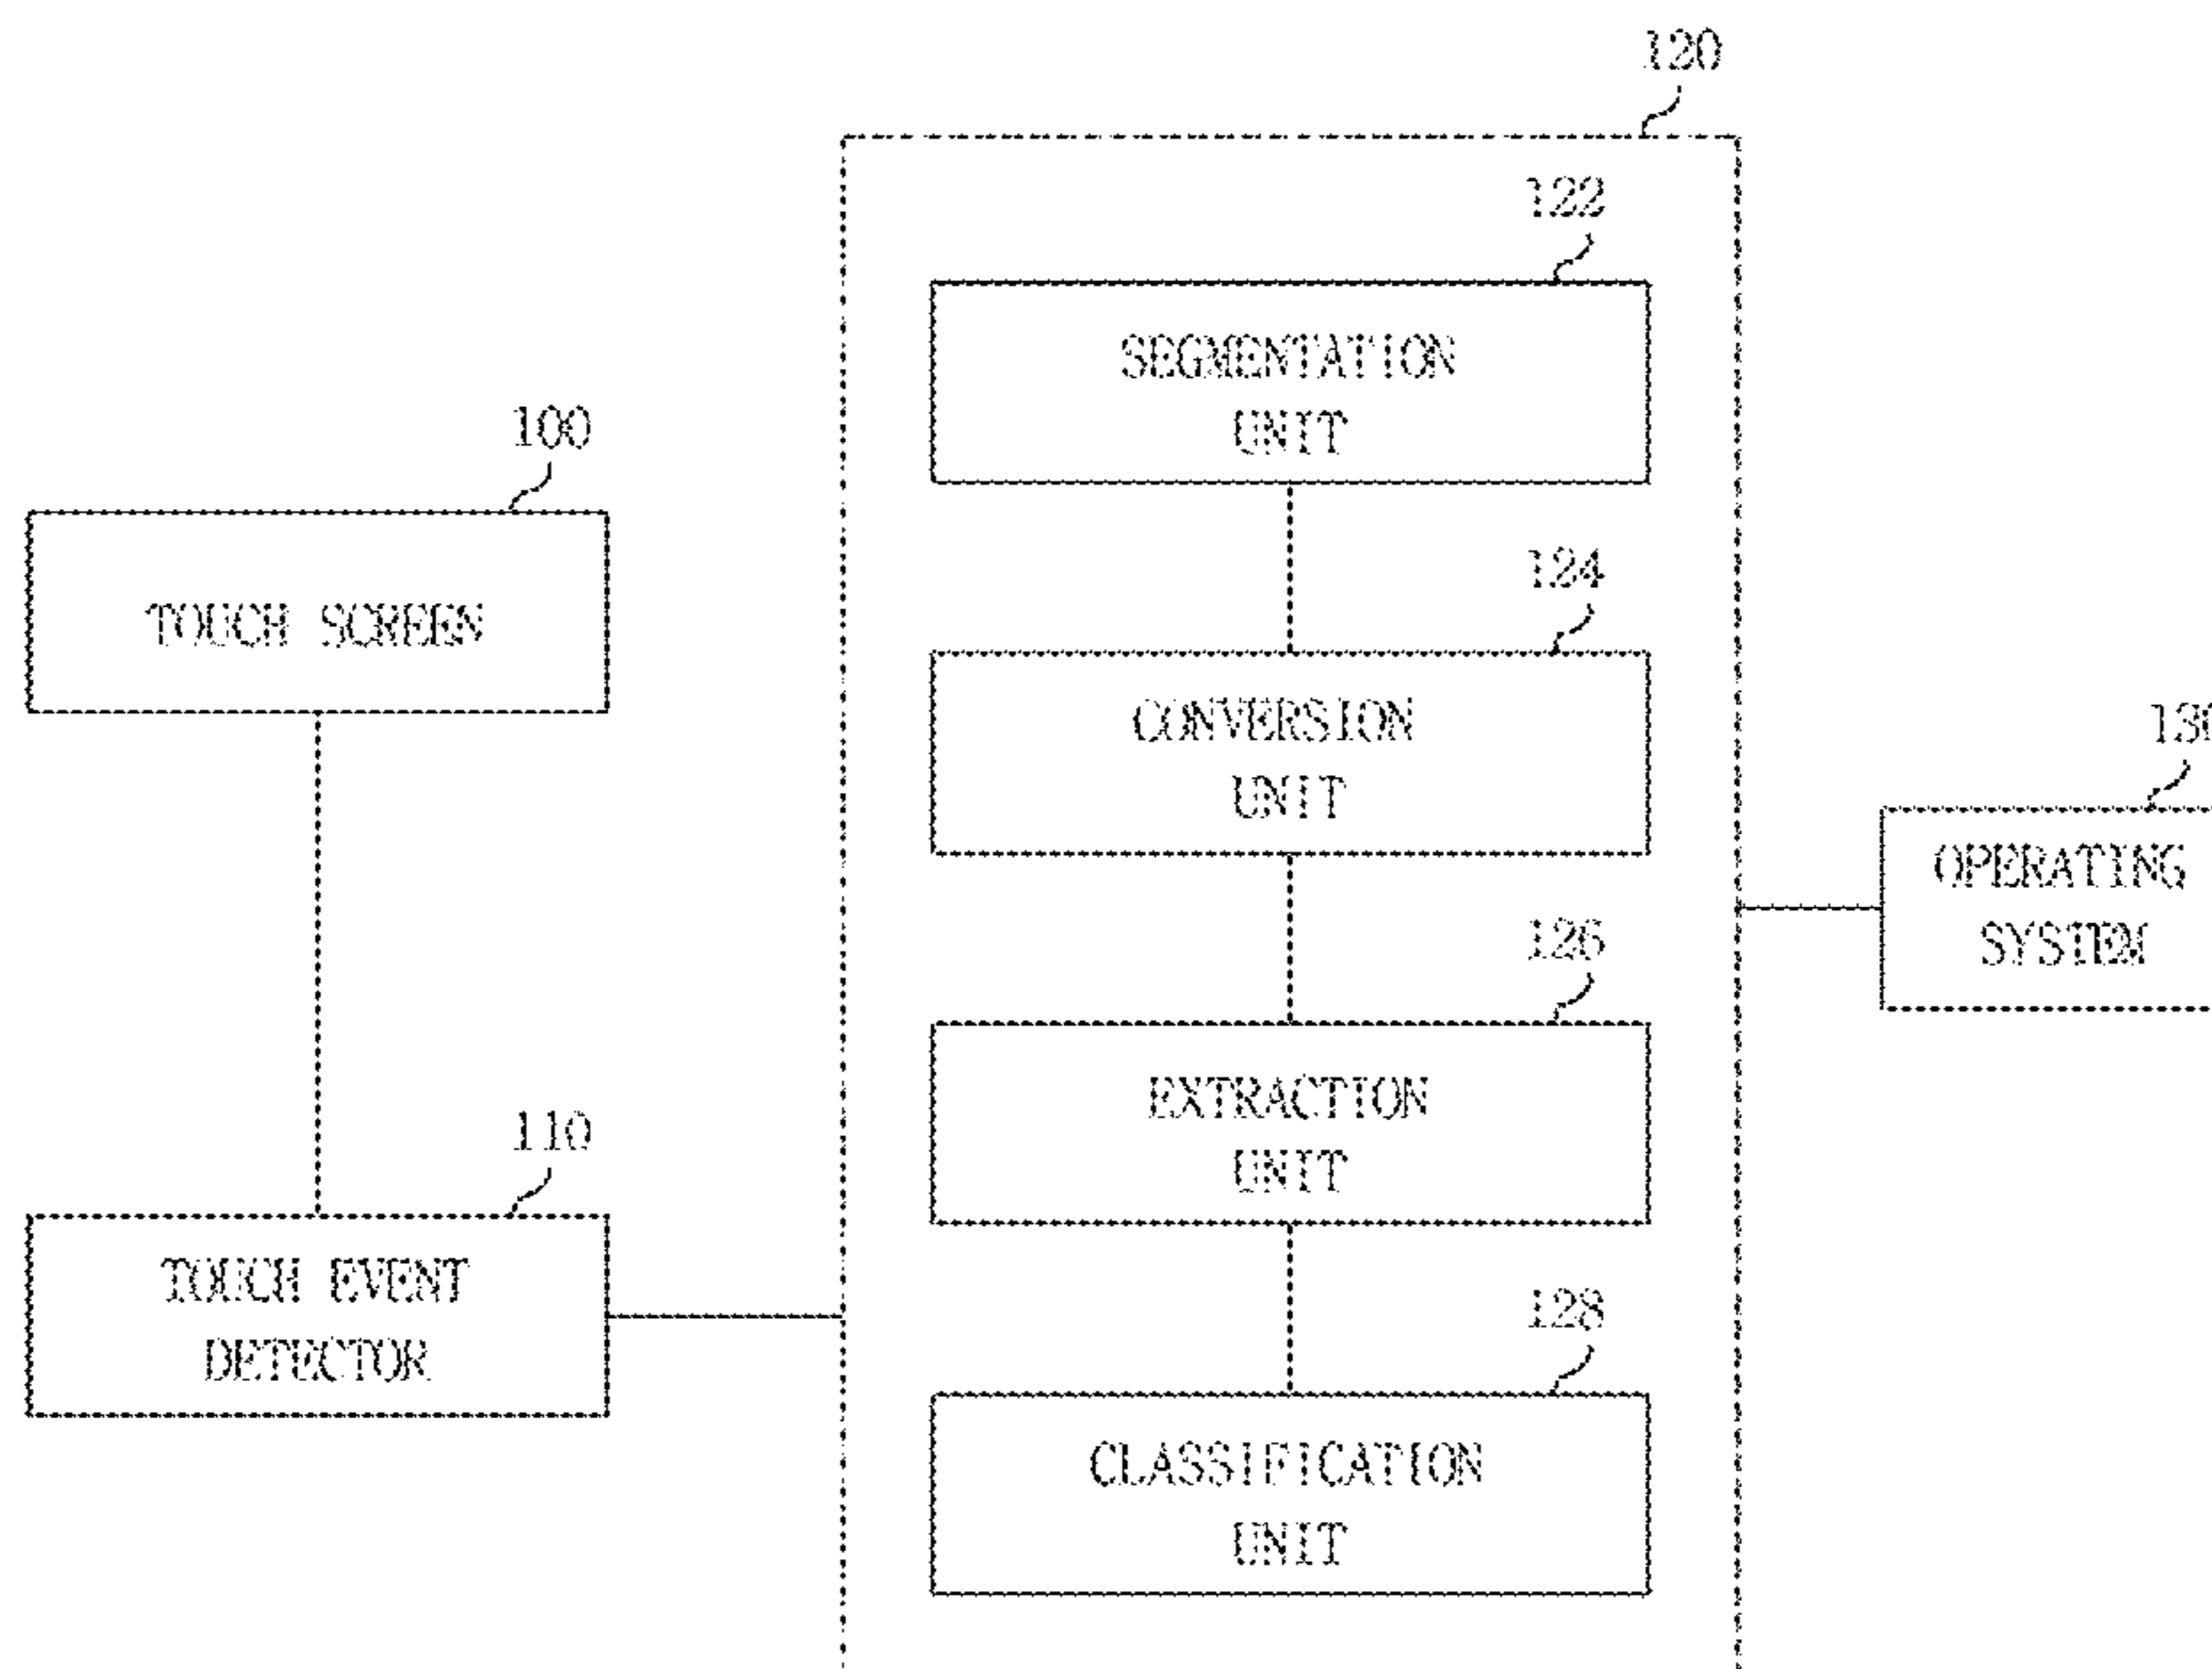 120
122
SEGMENTATION
UNIT
100
TOUCH SCREEN
124
CONVERSION
UNIT
OPERATING
SYSTEM
126
EXTRACTION
UNIT
110
TOUCH EVENT
DETECTOR
128
CLASSIFICATION
UNIT